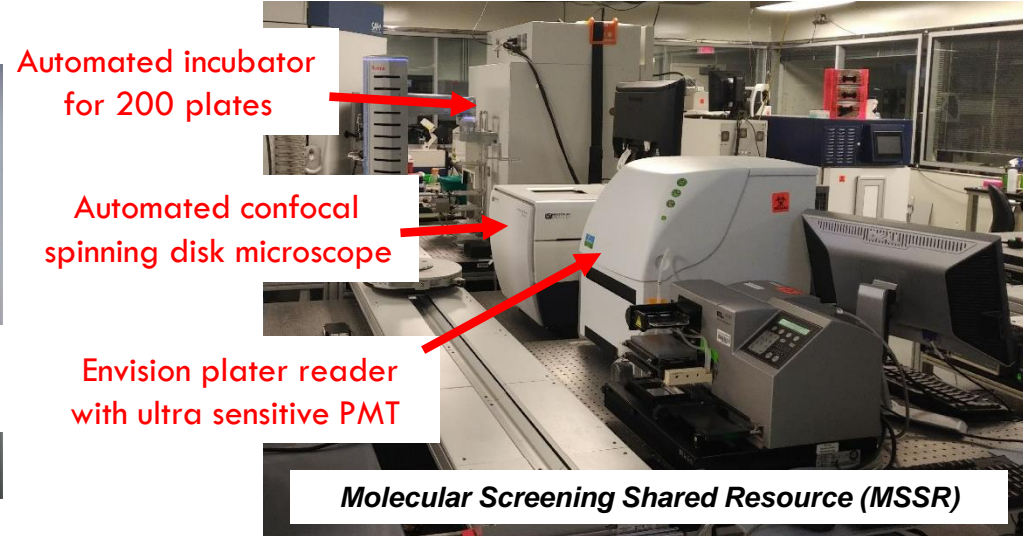 Automated incubator
for 200 plates
Automated confocal
spinning disk microscope
Envision plater reader
with ultra sensitive PMT
Molecular Screening Shared Resource (MSSR)